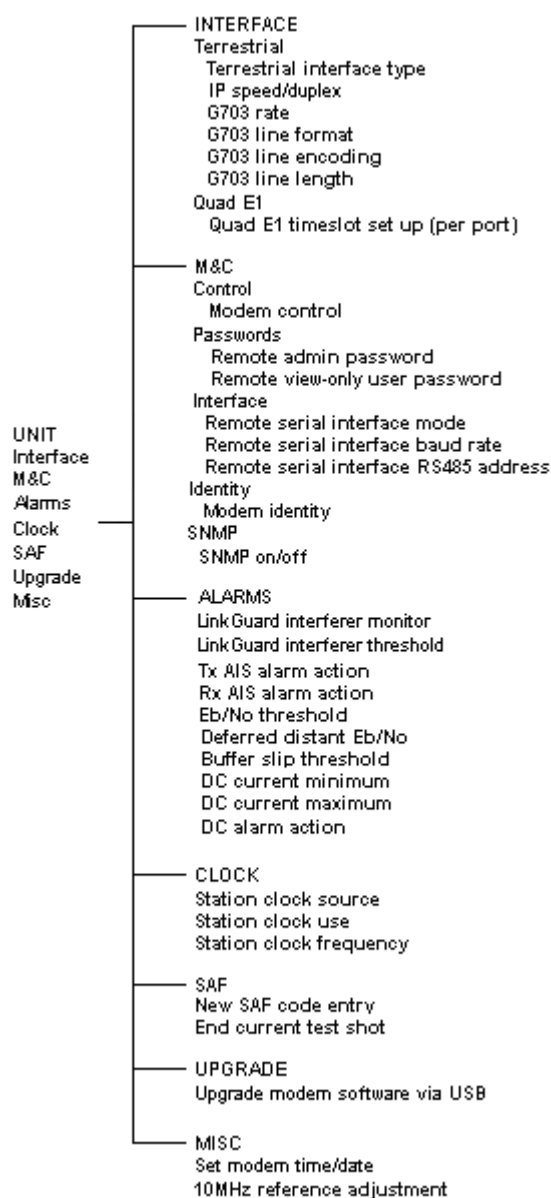 UNIT
Interface
M&C
Alarms
Clock
SAF
Upgrade
Misc
INTERFACE
Terrestrial
Terrestrial interface type
IP speed/duplex
G703 rate
G703 line format
G703 line encoding
G703 line length
Quad E1
Quad E1 timeslot set up (per port)
M&C
Control
Modem control
Passwords
Remote admin password
Remote view-only user password
Interface
Remote serial interface mode
Remote serial interface baud rate
Remote serial interface RS485 address
Identity
Modem identity
SNMP
SNMP on/off
ALARMS
LinkGuard interferer monitor
LinkGuard interferer threshold
Tx AIS alarm action
Rx AIS alarm action
Eb/No threshold
Deferred distant Eb/No
Buffer slip threshold
DC current minimum
DC current maximum
DC alarm action
CLOCK
Station clock source
Station clock use
Station clock frequency
SAF
New SAF code entry
End current test shot
UPGRADE
Upgrade modem software via USB
MISC
Set modem time/date
10MHz reference adjustment